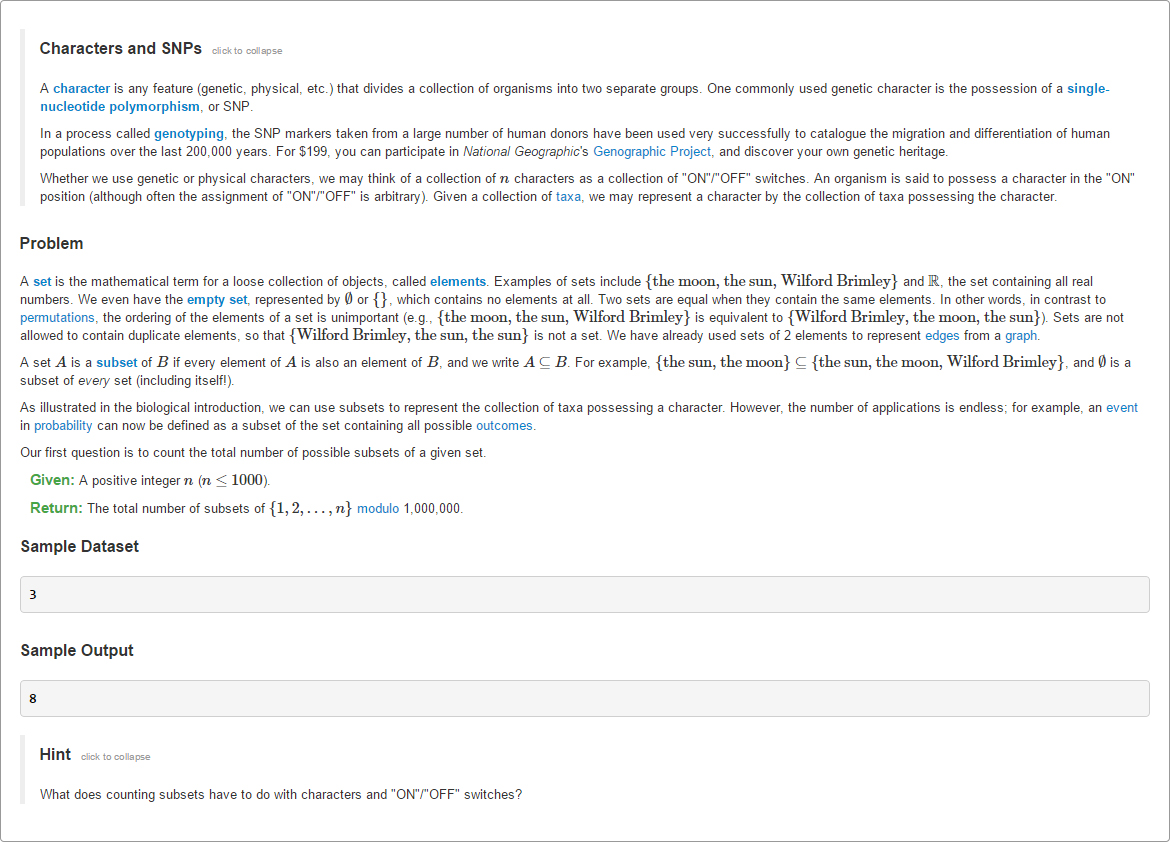 Characters and SNPs click to collapse
A character is any feature (genetic, physical, etc.) that divides a collection of organisms into two separate groups. One commonly used genetic character is the possession of a single-
nucleotide polymorphism, or SNP.
In a process called genotyping, the SNP markers taken from a large number of human donors have been used very successfully to catalogue the migration and differentiation of human
populations over the last 200,000 years. For $199, you can participate in National Geographic's Genographic Project, and discover your own genetic heritage.
Whether we use genetic or physical characters, we may think of a collection of n characters as a collection of "ON"/"OFF" switches. An organism is said to possess a character in the "ON"
position (although often the assignment of "ON"/"OFF" is arbitrary). Given a collection of taxa, we may represent a character by the collection of taxa possessing the character.
Problem
A set is the mathematical term for a loose collection of objects, called elements. Examples of sets include {the moon, the sun, Wilford Brimley} and ℝ, the set containing all real
numbers. We even have the empty set, represented by ∅ or {}, which contains no elements at all. Two sets are equal when they contain the same elements. In other words, in contrast to
permutations, the ordering of the elements of a set is unimportant (e.g., {the moon, the sun, Wilford Brimley} is equivalent to {Wilford Brimley, the moon, the sun}). Sets are not
allowed to contain duplicate elements, so that {Wilford Brimley, the sun, the sun} is not a set. We have already used sets of 2 elements to represent edges from a graph.
A set A is a subset of B if every element of A is also an element of B, and we write A ⊆ B. For example, {the sun, the moon} ⊆ {the sun, the moon, Wilford Brimley}, and ∅ is a
subset of every set (including itself!).
As illustrated in the biological introduction, we can use subsets to represent the collection of taxa possessing a character. However, the number of applications is endless; for example, an event
in probability can now be defined as a subset of the set containing all possible outcomes.
Our first question is to count the total number of possible subsets of a given set.
Given: A positive integer n (n ≤ 1000).
Return: The total number of subsets of {1, 2, …, n} modulo 1,000,000.
Sample Dataset
3
Sample Output
8
Hint click to collapse
What does counting subsets have to do with characters and "ON"/"OFF" switches?